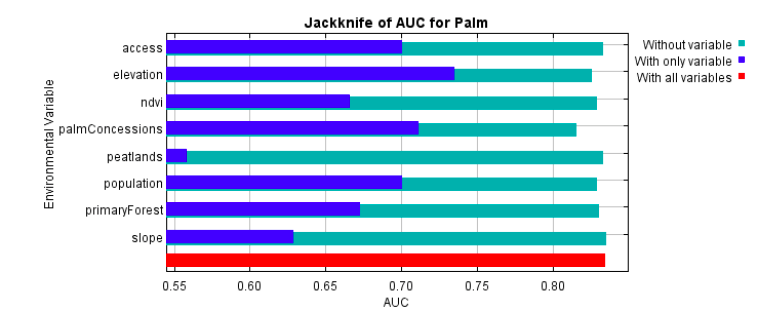 Jackknife of AUC for Palm
Without variable
With only variable
With all variables
Environmental Variable
access
elevation
ndvi
palmConcessions
peatlands
population
primaryForest
slope
0.55 0.60 0.65 0.70 0.75 0.80
AUC